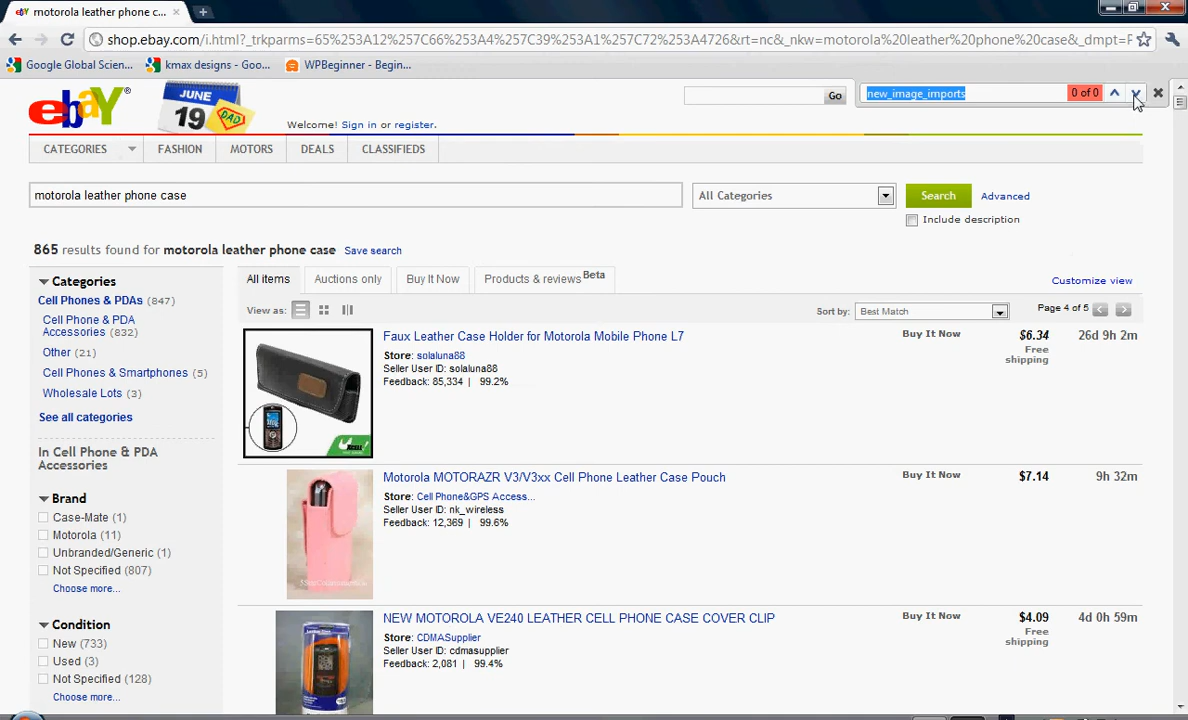 motorola leather phone c...
shop.ebay.com/i.html?_trkparms=65%253A12%257C66%253A4%257C39%253A1%257C72%253A4726&rt=nc&_nkw=motorola%20leather%20phone%20case&_dmpt=P
Google Global Scien... kmax designs - Goo... WPBeginner - Begin...
ebY
JUNE 19 DAD
Welcome! Sign in or register.
Go
new_image_imports 0 of 0
CATEGORIES FASHION MOTORS DEALS CLASSIFIEDS
motorola leather phone case All Categories Search Advanced
Include description
865 results found for motorola leather phone case Save search
Categories
Cell Phones & PDAs (847)
Cell Phone & PDA
Accessories (832)
Other (21)
Cell Phones & Smartphones (5)
Wholesale Lots (3)
See all categories
In Cell Phone & PDA
Accessories
Brand
Case-Mate (1)
Motorola (11)
Unbranded/Generic (1)
Not Specified (807)
Choose more...
Condition
New (733)
Used (3)
Not Specified (128)
Choose more...
All items Auctions only Buy It Now Products & reviews Beta
Customize view
View as: Sort by: Best Match Page 4 of 5
Faux Leather Case Holder for Motorola Mobile Phone L7
Store: solaluna88
Seller User ID: solaluna88
Feedback: 85,334 | 99.2%
Buy It Now $6.34 26d 9h 2m
Free
shipping
Motorola MOTORAZR V3/V3xx Cell Phone Leather Case Pouch
Store: Cell Phone&GPS Access...
Seller User ID: nk_wireless
Feedback: 12,369 | 99.6%
Buy It Now $7.14 9h 32m
NEW MOTOROLA VE240 LEATHER CELL PHONE CASE COVER CLIP
Store: CDMASupplier
Seller User ID: cdmasupplier
Feedback: 2,081 | 99.4%
Buy It Now $4.09 4d 0h 59m
Free
shipping